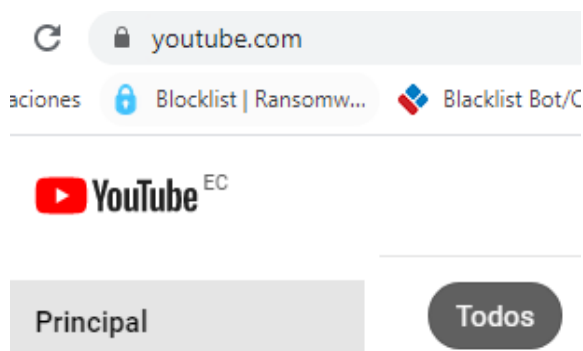 youtube.com
aciones Blocklist | Ransomw... Blacklist Bot/C
YouTube EC
Principal Todos